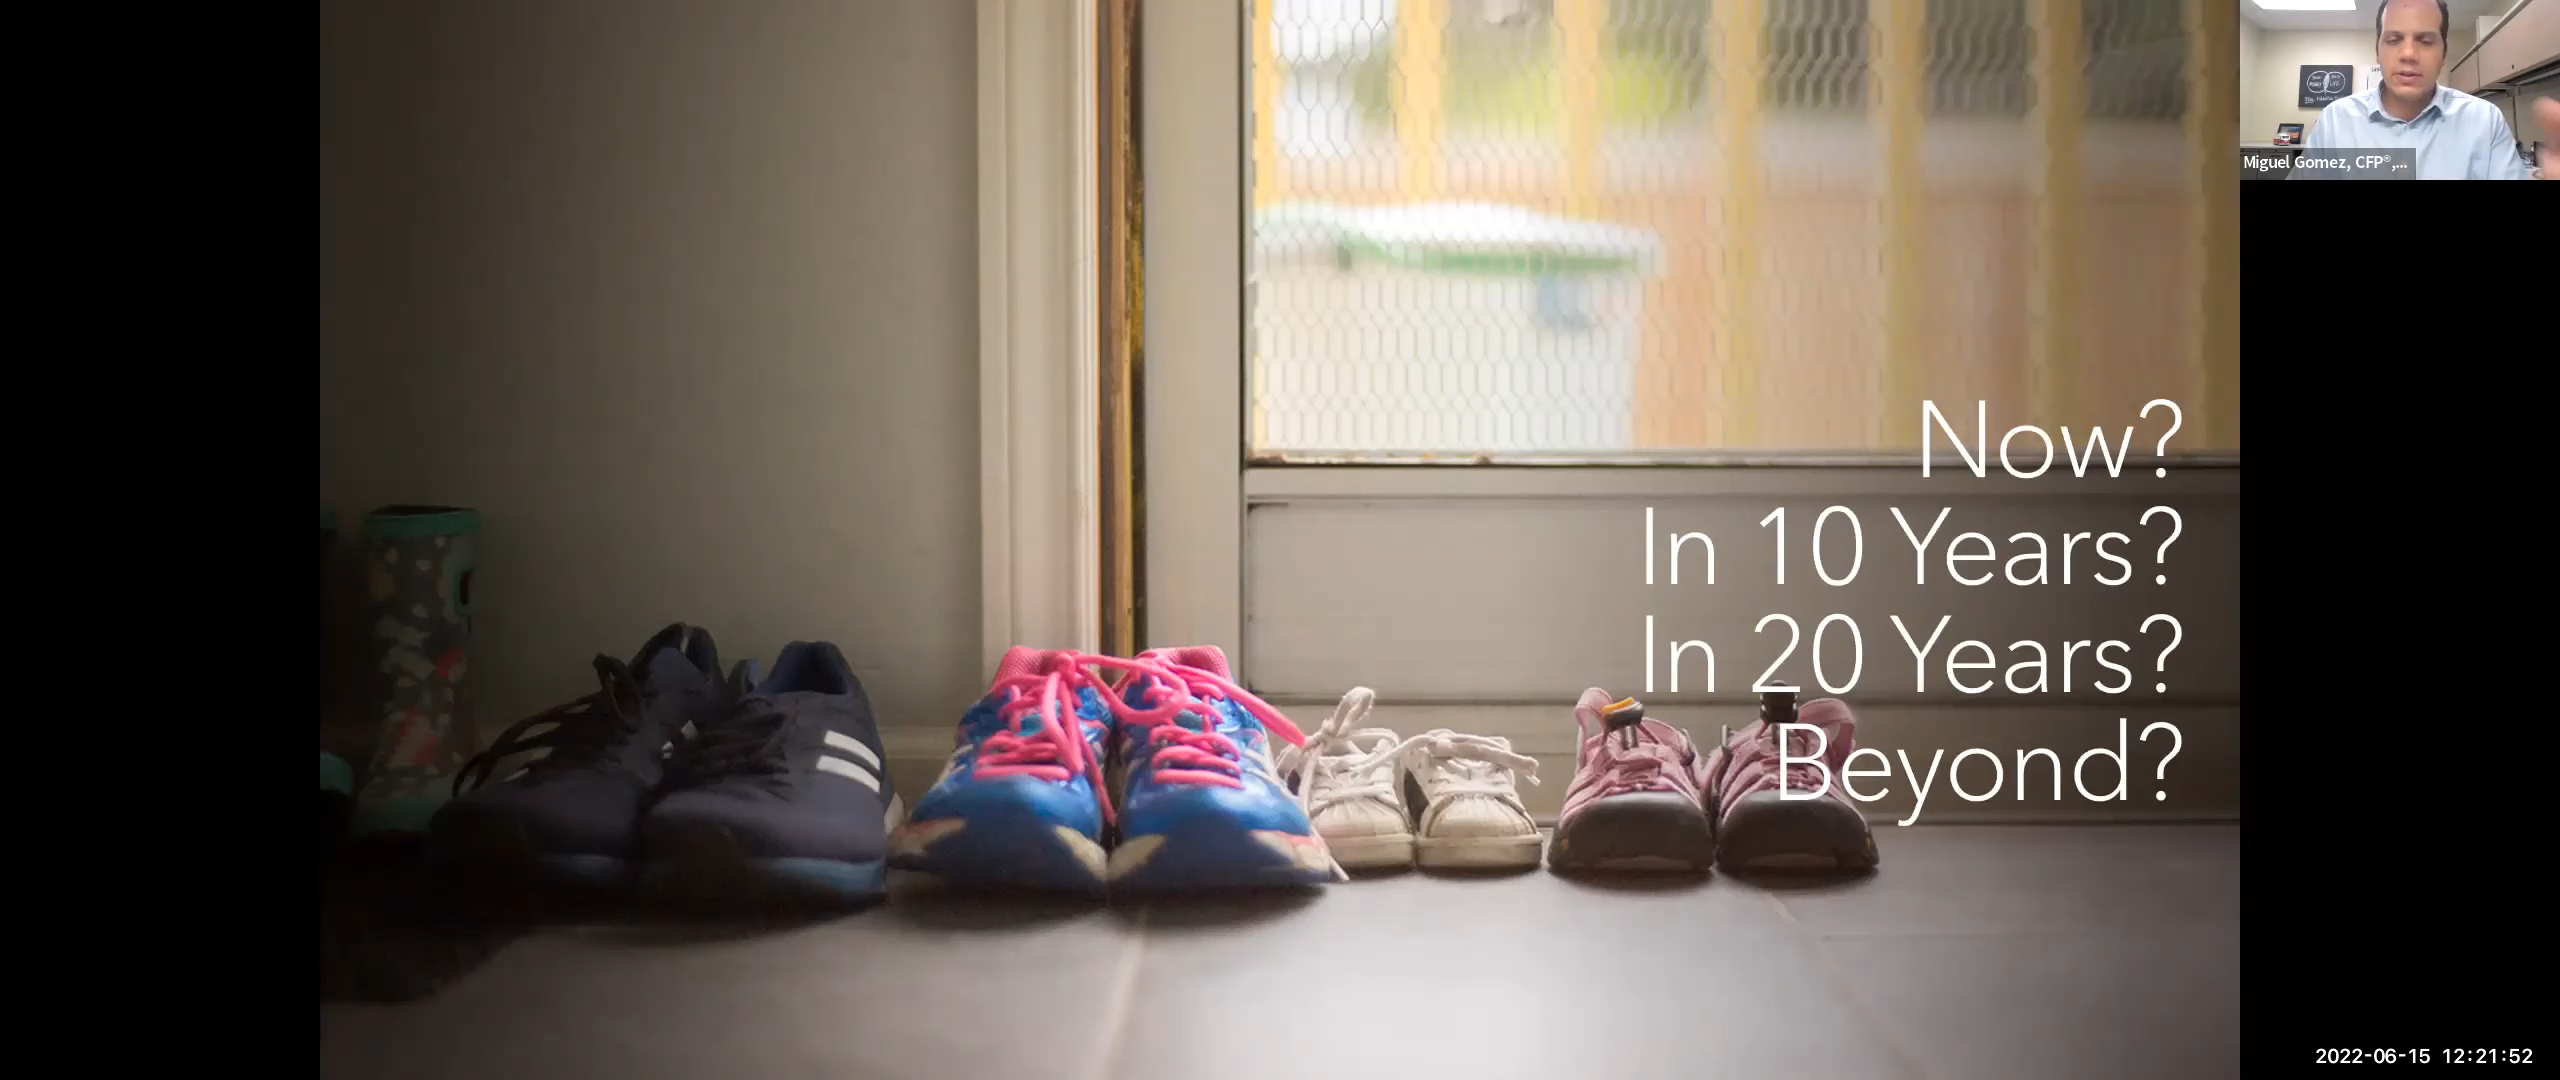 Now?
In 10 Years?
In 20 Years?
Beyond?
Miguel Gomez, CFP®,...
2022-06-15 12:21:52